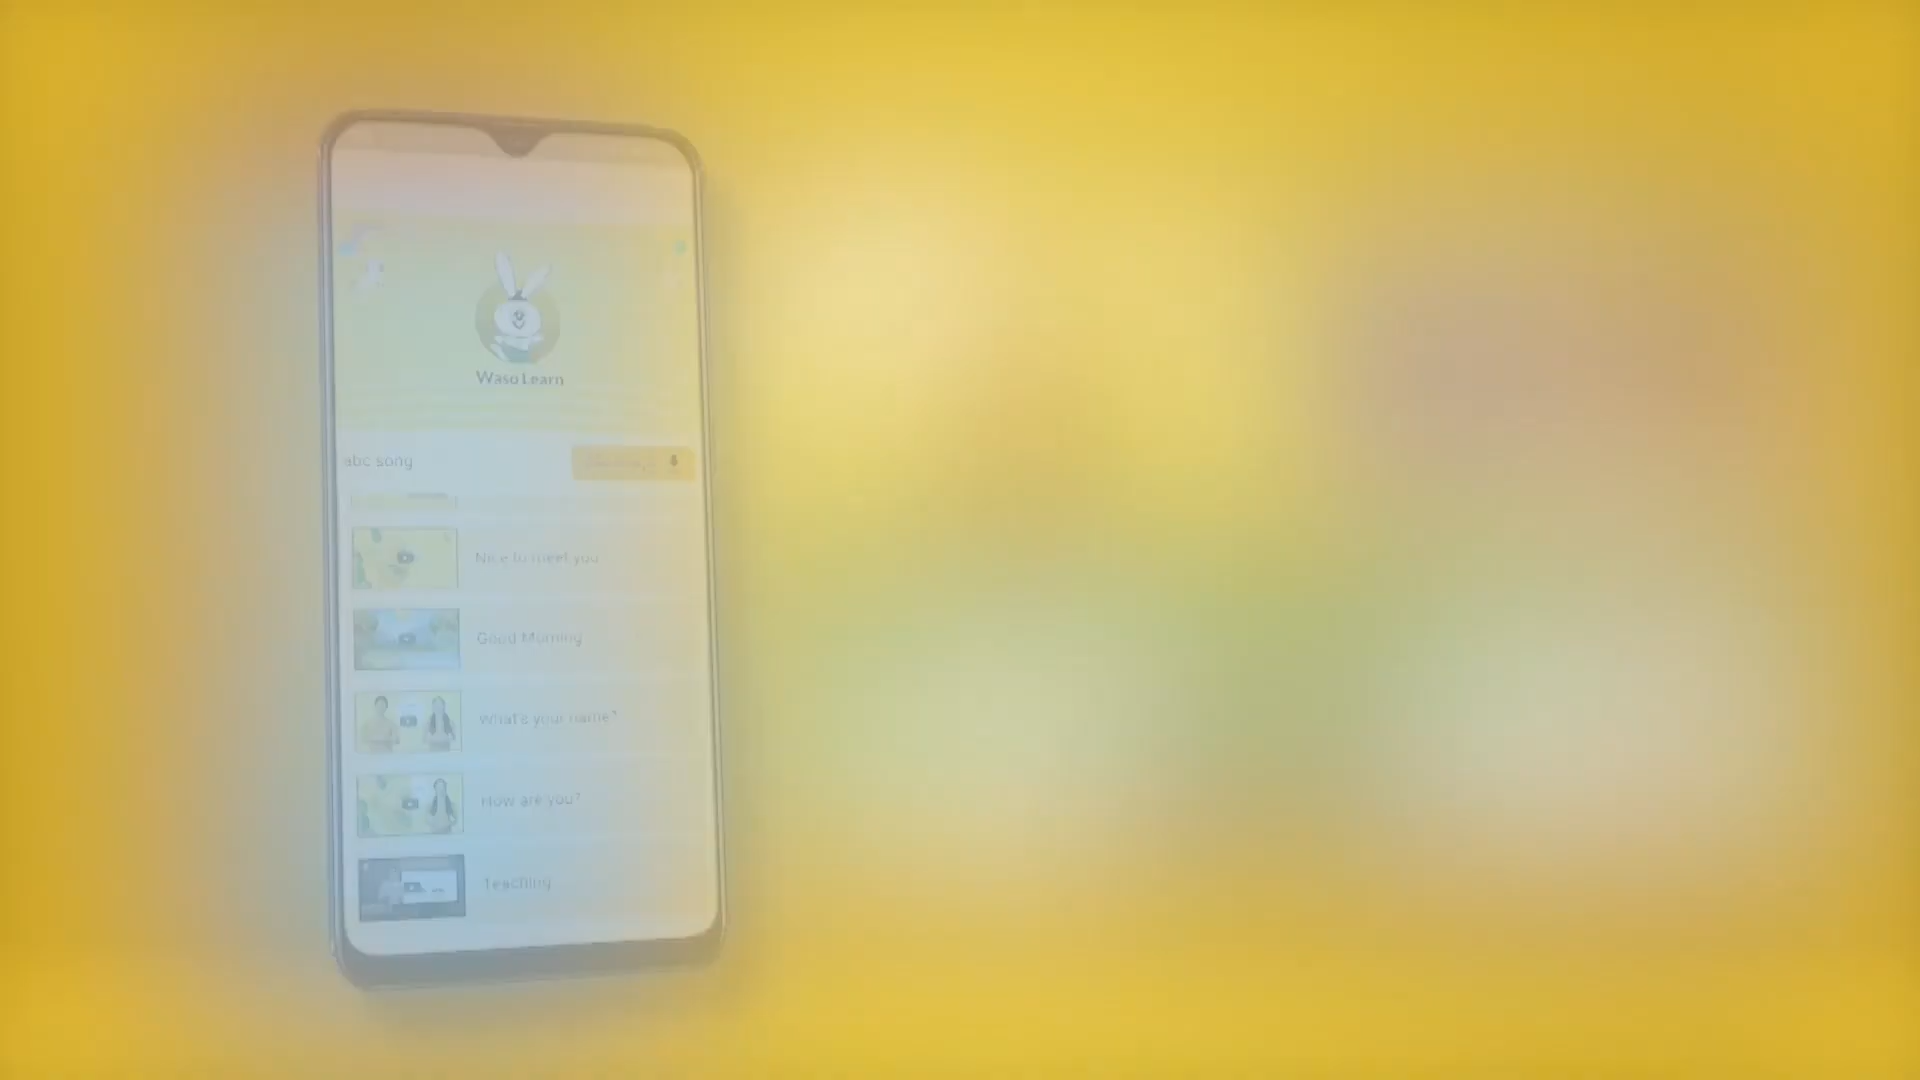 Waso Learn
abc song
Nice to meet you
Good Morning
What's your name?
How are you?
Teaching